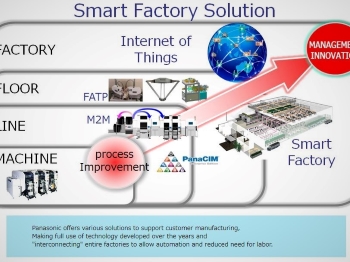 Smart Factory Solution
FACTORY
Internet of
Things
MANAGEME
INNOVATIO
FLOOR
FATP
LINE
M2M
MACHINE
process
Improvement
PanaCIM
Smart
Factory
Panasonic offers various solutions to support customer manufacturing,
Making full use of technology developed over the years and
"interconnecting" entire factories to allow automation and reduced need for labor.